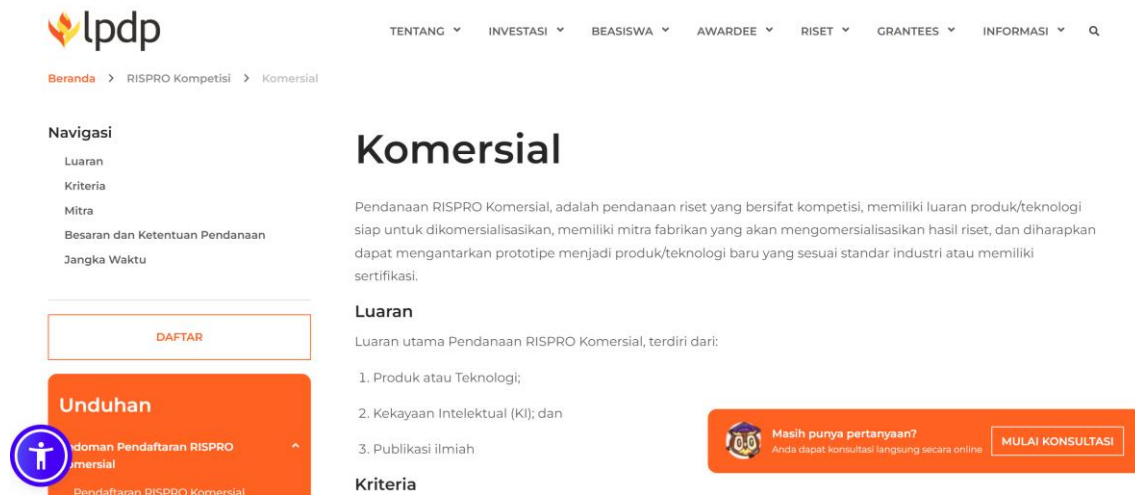 lpdp
TENTANG INVESTASI BEASISWA AWARDEE RISET GRANTEES INFORMASI
Beranda > RISPRO Kompetisi > Komersial
Navigasi
Luaran
Kriteria
Mitra
Besaran dan Ketentuan Pendanaan
Jangka Waktu
DAFTAR
Unduhan
doman Pendaftaran RISPRO
mersial
Pendaftaran RISPRO Komersial
Komersial
Pendanaan RISPRO Komersial, adalah pendanaan riset yang bersifat kompetisi, memiliki luaran produk/teknologi
siap untuk dikomersialisasikan, memiliki mitra fabrikan yang akan mengomersialisasikan hasil riset, dan diharapkan
dapat mengantarkan prototipe menjadi produk/teknologi baru yang sesuai standar industri atau memiliki
sertifikasi.
Luaran
Luaran utama Pendanaan RISPRO Komersial, terdiri dari:
1. Produk atau Teknologi;
2. Kekayaan Intelektual (KI); dan
3. Publikasi ilmiah
Kriteria
Masih punya pertanyaan?
Anda dapat konsultasi langsung secara online
MULAI KONSULTASI